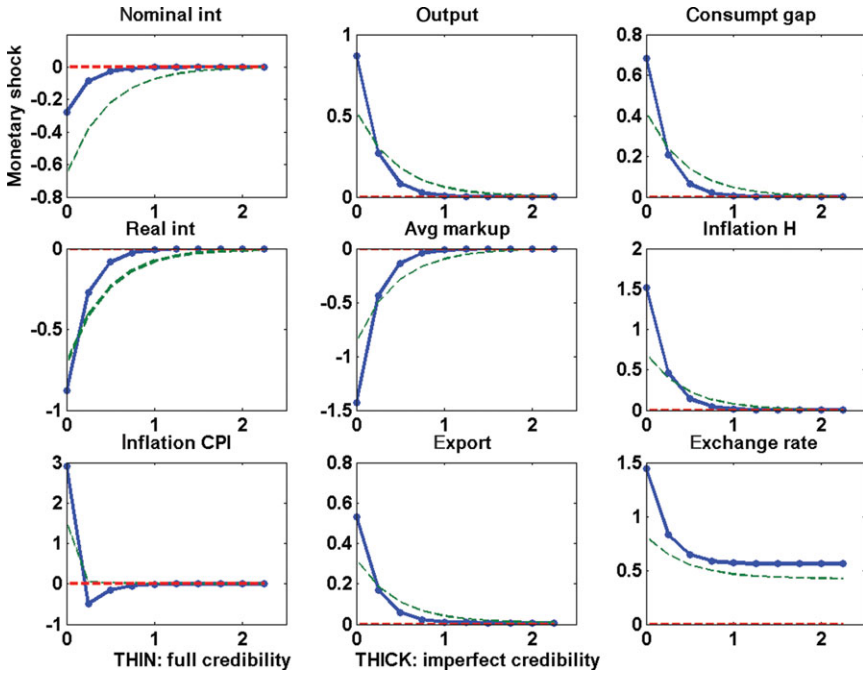 Nominal int
Output
Consumpt gap
Monetary shock
0
-0.2
-0.4
-0.6
-0.8
0 1 2
1
0.5
0
0 1 2
0.8
0.6
0.4
0.2
0
0 1 2
Real int
Avg markup
Inflation H
0
-0.5
-1
0 1 2
0
-0.5
-1
-1.5
0 1 2
2
1.5
1
0.5
0
0 1 2
Inflation CPI
Export
Exchange rate
3
2
1
0
-1
0 1 2
0.8
0.6
0.4
0.2
0
0 1 2
1.5
1
0.5
0
0 1 2
THIN: full credibility
THICK: imperfect credibility